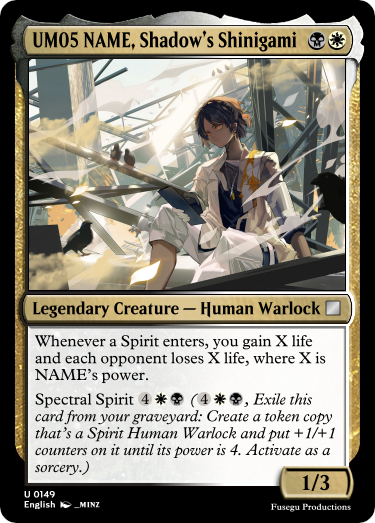 UM05 NAME, Shadow's Shinigami
Legendary Creature — Human Warlock
Whenever a Spirit enters, you gain X life
and each opponent loses X life, where X is
NAME's power.
Spectral Spirit 4 ( 4 , Exile this
card from your graveyard: Create a token copy
that's a Spirit Human Warlock and put +1/+1
counters on it until its power is 4. Activate as a
sorcery.)
1/3
U 0149
English _MINZ
Fusegu Productions